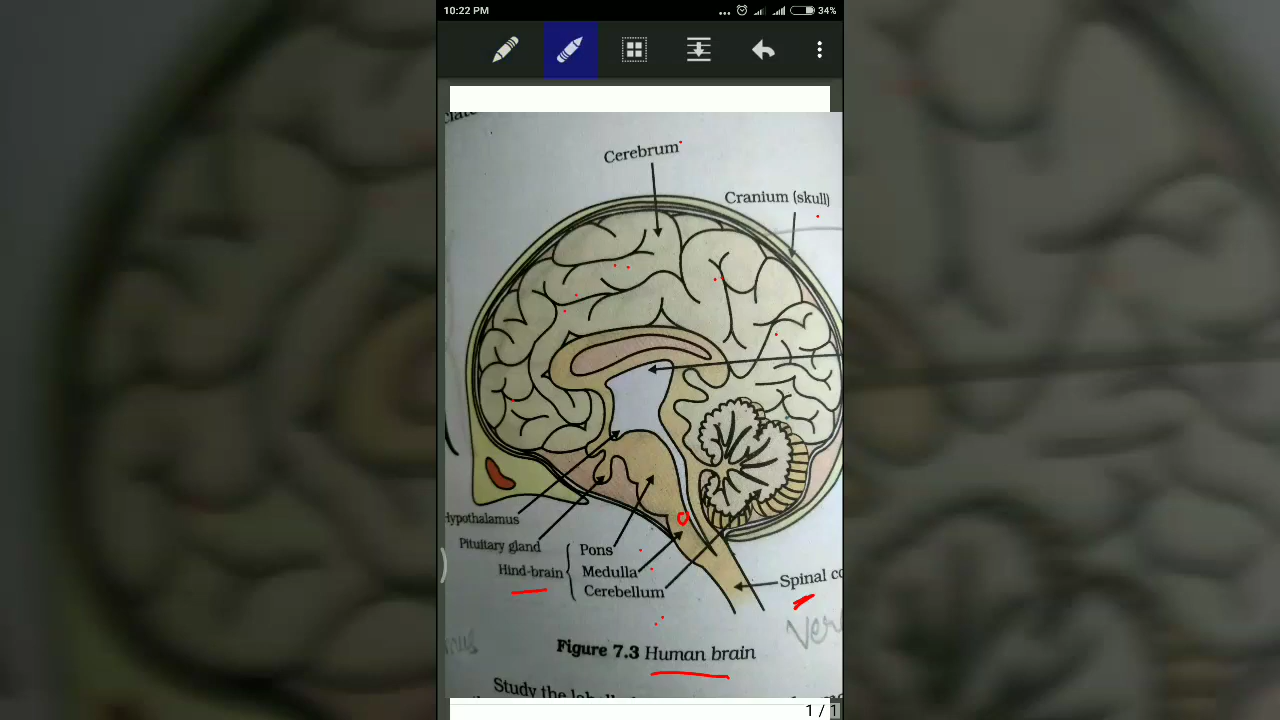 10:22 PM
34%
Cerebrum
Cranium (skull)
Hypothalamus
Pituitary gland
Hind-brain
Pons
Medulla
Cerebellum
Spinal co
Ver
Figure 7.3 Human brain
Study the
1 / 1